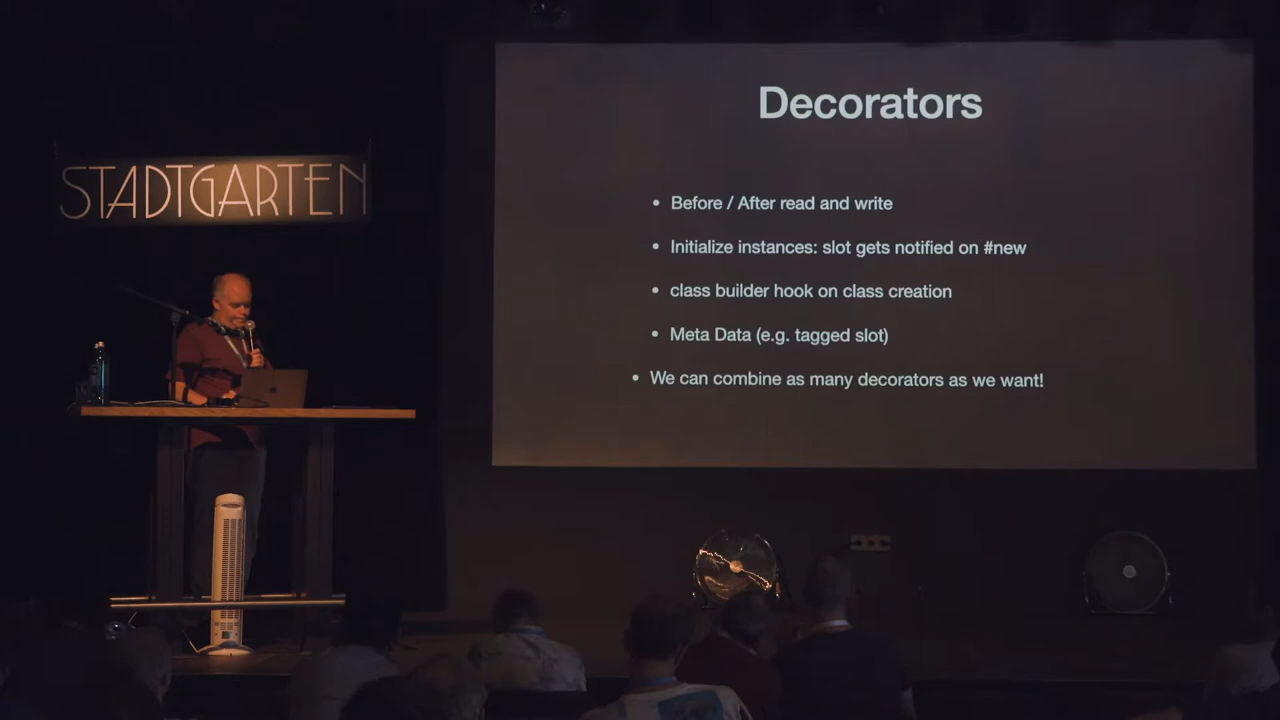 STADTGARTEN
Decorators
• Before / After read and write
• Initialize instances: slot gets notified on #new
• class builder hook on class creation
• Meta Data (e.g. tagged slot)
• We can combine as many decorators as we want!